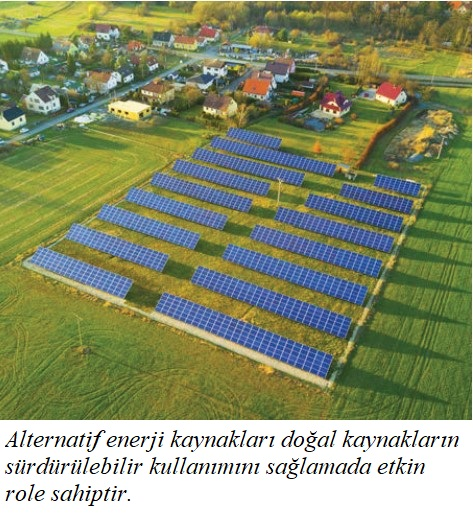 Alternatif enerji kaynakları doğal kaynakların
sürdürülebilir kullanımını sağlamada etkin
role sahiptir.